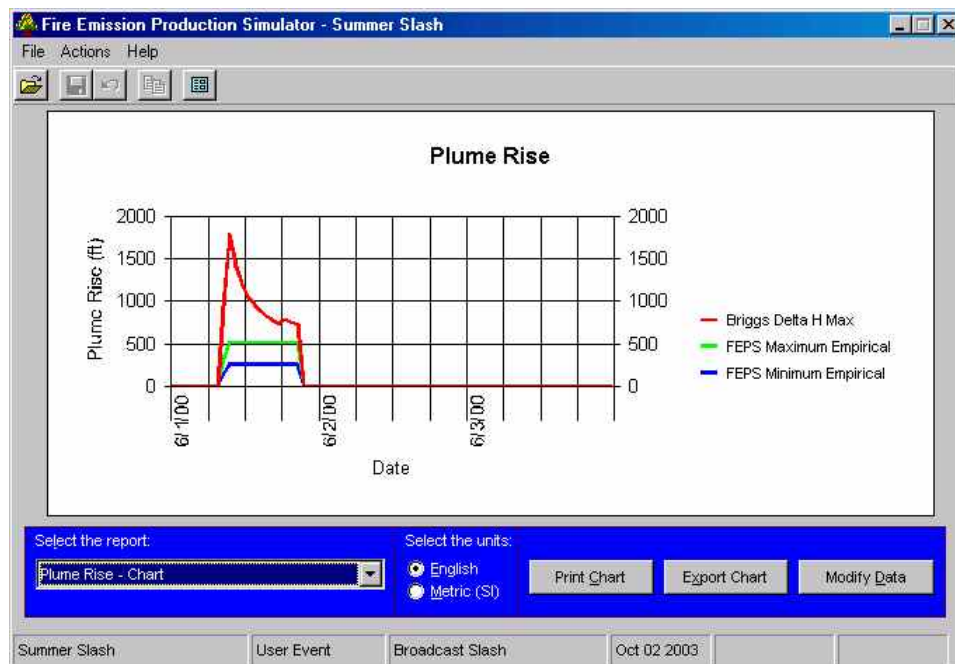 Fire Emission Production Simulator - Summer Slash
File Actions Help
Plume Rise
Plume Rise (ft)
2000
1500
1000
500
0
2000
1500
1000
500
0
6/1/00
6/2/00
6/3/00
Date
Briggs Delta H Max
FEPS Maximum Empirical
FEPS Minimum Empirical
Select the report:
Plume Rise - Chart
Select the units:
English
Metric (SI)
Print Chart
Export Chart
Modify Data
Summer Slash
User Event
Broadcast Slash
Oct 02 2003